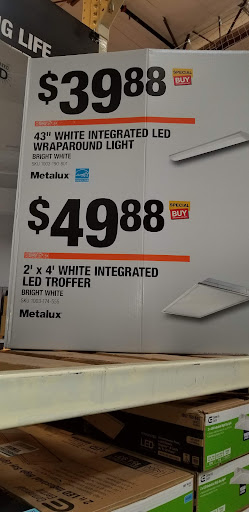 G LIFE
$39.88
SPECIAL BUY
43" WHITE INTEGRATED LED
WRAPAROUND LIGHT
BRIGHT WHITE
Metalux
$49.88
SPECIAL BUY
2' x 4' WHITE INTEGRATED
LED TROFFER
BRIGHT WHITE
Metalux
LED